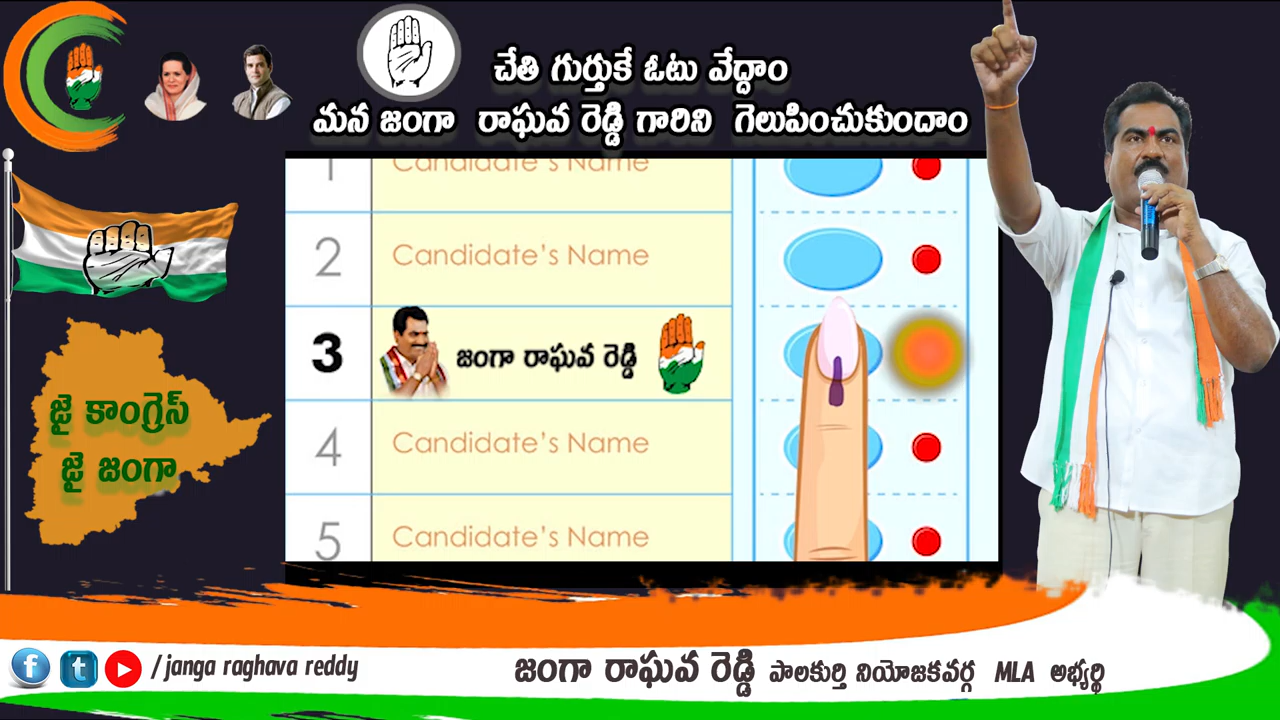 చేతి గుర్తుకే ఓటు వేద్దాం
మన జంగా రాఘవ రెడ్డి గారిని గెలుపించుకుందాం
1 Candidate's Name
2 Candidate's Name
3 జంగా రాఘవ రెడ్డి
4 Candidate's Name
5 Candidate's Name
జై కాంగ్రెస్
జై జంగా
/janga raghava reddy
జంగా రాఘవ రెడ్డి పాలకుర్తి నియోజకవర్గ MLA అభ్యర్థి